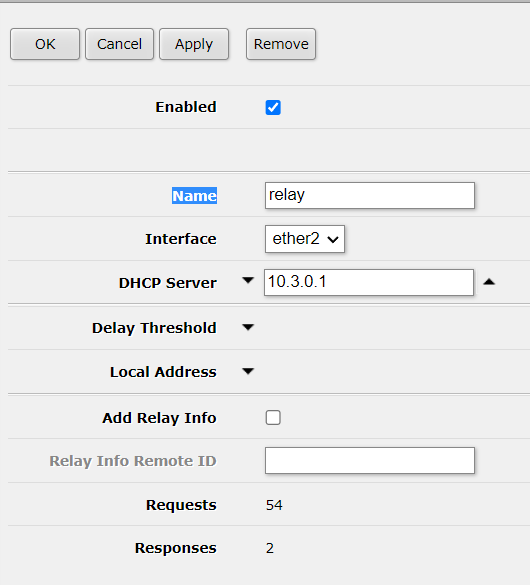 OK Cancel Apply Remove
Enabled
Name relay
Interface ether2
DHCP Server 10.3.0.1
Delay Threshold
Local Address
Add Relay Info
Relay Info Remote ID
Requests 54
Responses 2